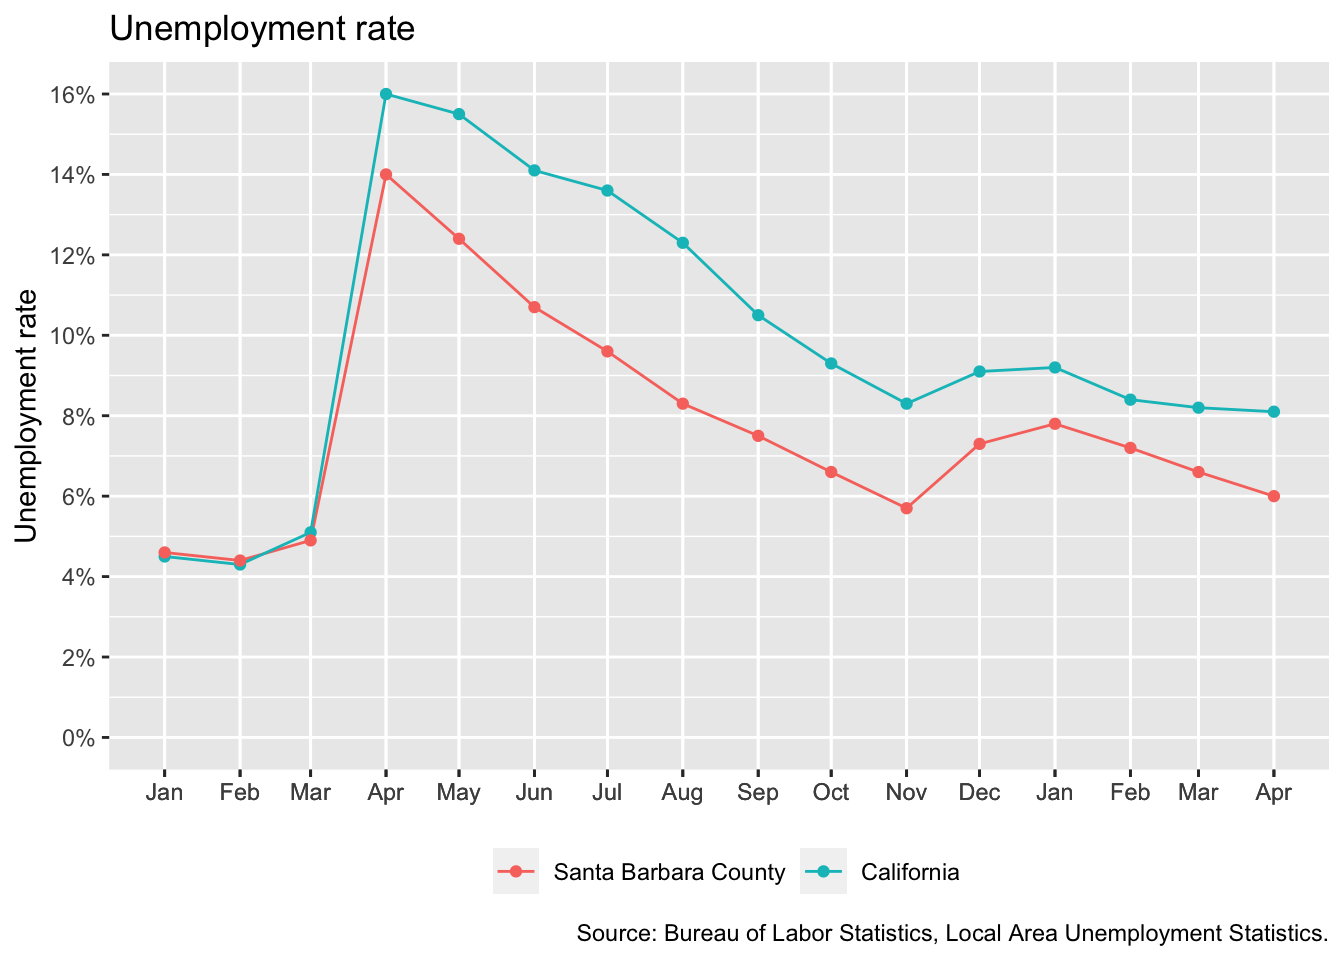 Unemployment rate
Unemployment rate
16%
14%
12%
10%
8%
6%
4%
2%
0%
Jan Feb Mar Apr May Jun Jul Aug Sep Oct Nov Dec Jan Feb Mar Apr
Santa Barbara County California
Source: Bureau of Labor Statistics, Local Area Unemployment Statistics.